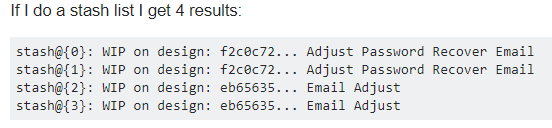 If I do a stash list I get 4 results:
stash@{0}: WIP on design: f2c0c72... Adjust Password Recover Email
stash@{1}: WIP on design: f2c0c72... Adjust Password Recover Email
stash@{2}: WIP on design: eb65635... Email Adjust
stash@{3}: WIP on design: eb65635... Email Adjust